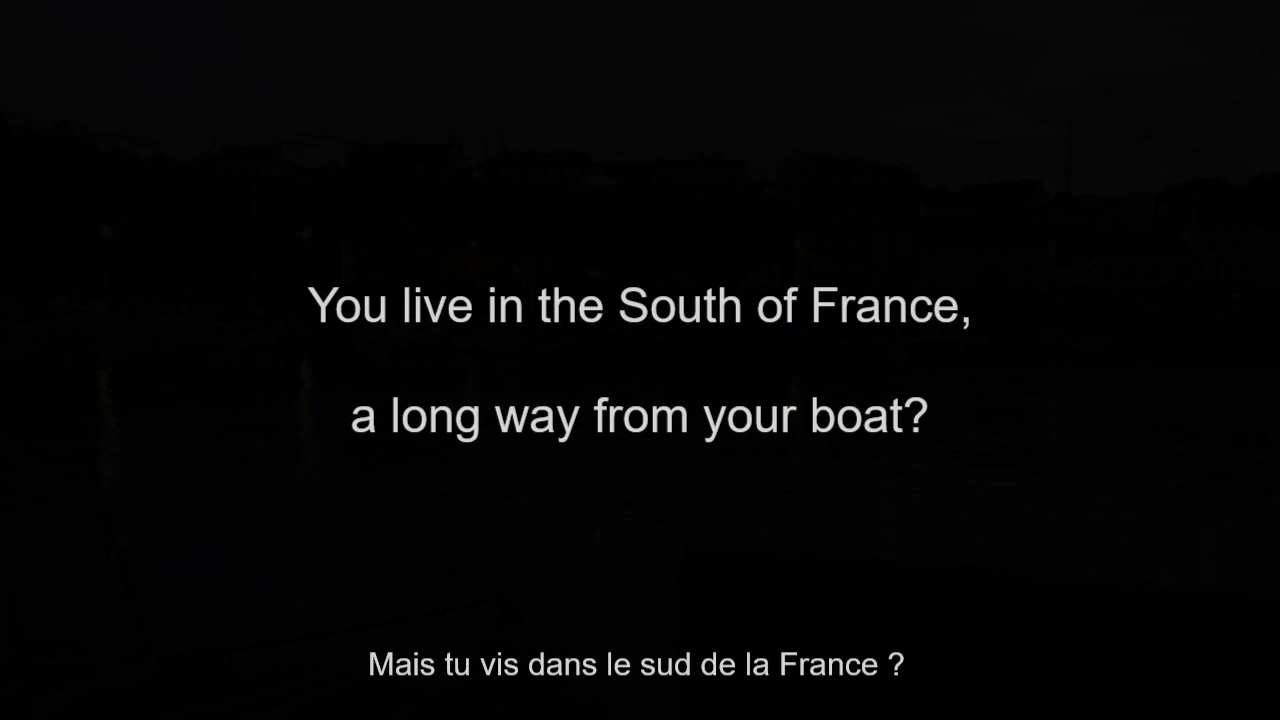 You live in the South of France,
a long way from your boat?
Mais tu vis dans le sud de la France ?